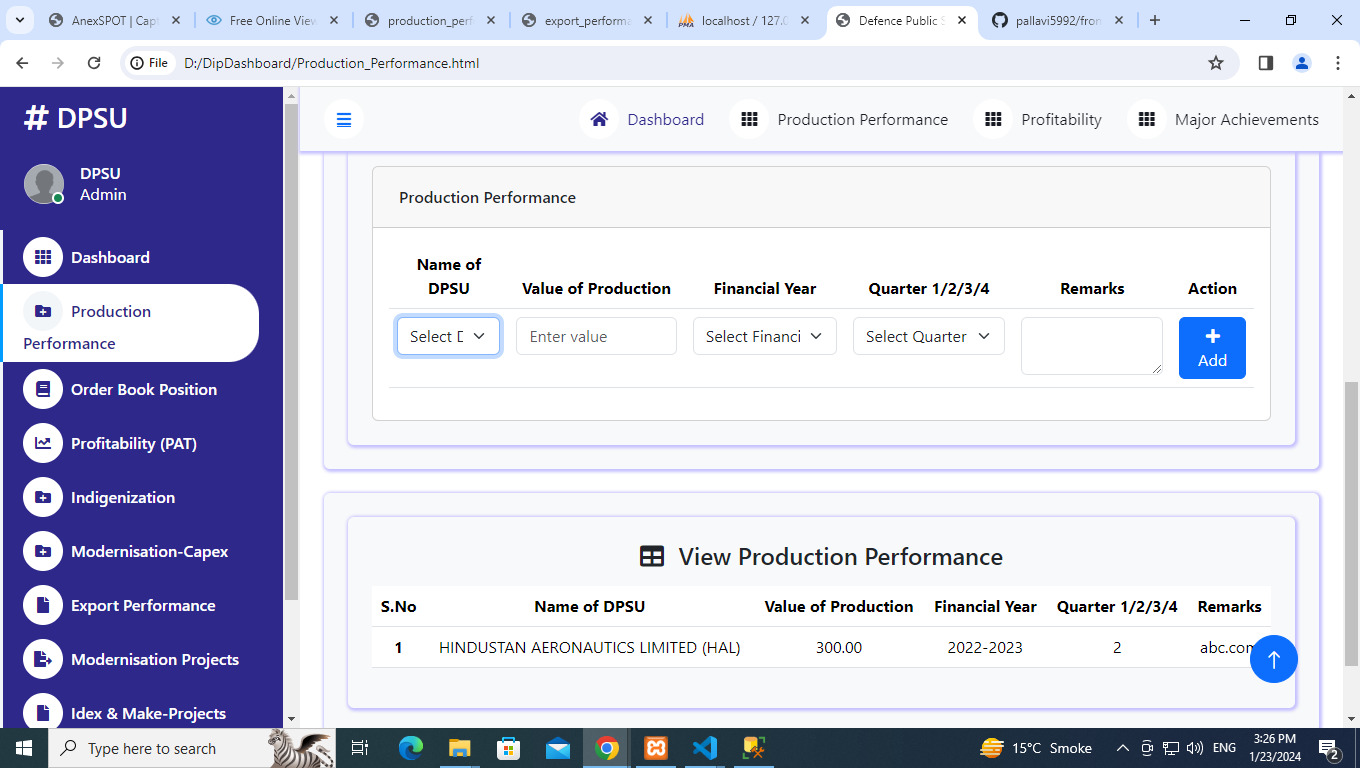 AnexSPOT | Capt
Free Online View
production_perf
export_performa
localhost / 127.0
Defence Public S
pallavi5992/fron
File
D:/DipDashboard/Production_Performance.html
# DPSU
DPSU
Admin
Dashboard
Production
Performance
Order Book Position
Profitability (PAT)
Indigenization
Modernisation-Capex
Export Performance
Modernisation Projects
Idex & Make-Projects
Dashboard
Production Performance
Profitability
Major Achievements
Production Performance
Name of
DPSU
Value of Production
Financial Year
Quarter 1/2/3/4
Remarks
Action
Select D
Enter value
Select Financi
Select Quarter
Add
View Production Performance
S.No
Name of DPSU
Value of Production
Financial Year
Quarter 1/2/3/4
Remarks
1
HINDUSTAN AERONAUTICS LIMITED (HAL)
300.00
2022-2023
2
abc.com
Type here to search
15°C Smoke
ENG
3:26 PM
1/23/2024
2